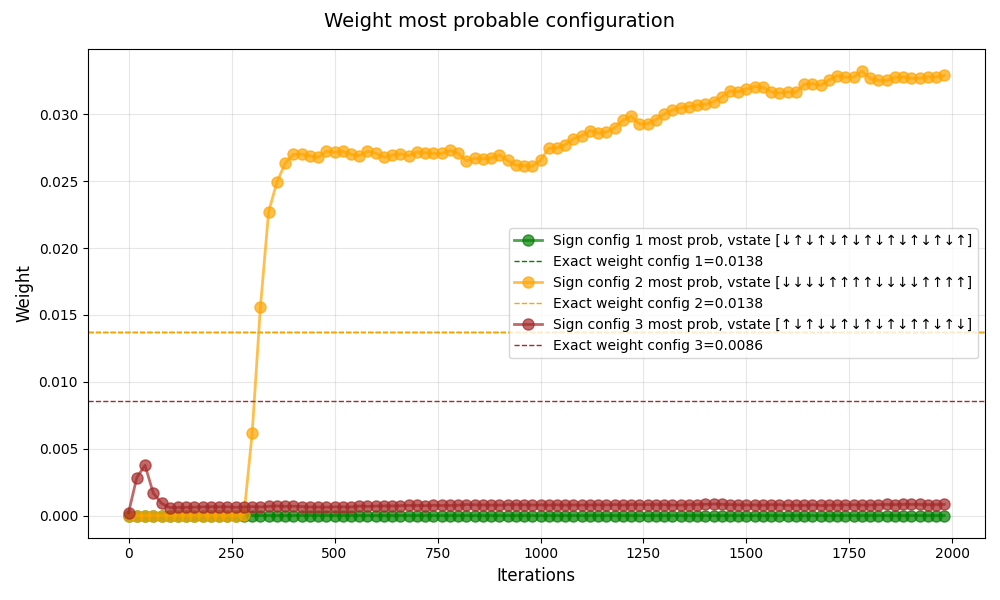 Weight most probable configuration
0.030
0.025
0.020
0.015
0.010
0.005
0.000
Weight
Sign config 1 most prob, vstate [↓↑↓↑↓↑↓↑↓↑↓↑↓↑↓↑]
Exact weight config 1=0.0138
Sign config 2 most prob, vstate [↓↓↓↓↑↑↑↑↓↓↓↓↑↑↑↑]
Exact weight config 2=0.0138
Sign config 3 most prob, vstate [↑↓↑↓↓↑↓↑↓↑↓↑↑↓↑↓]
Exact weight config 3=0.0086
0 250 500 750 1000 1250 1500 1750 2000
Iterations